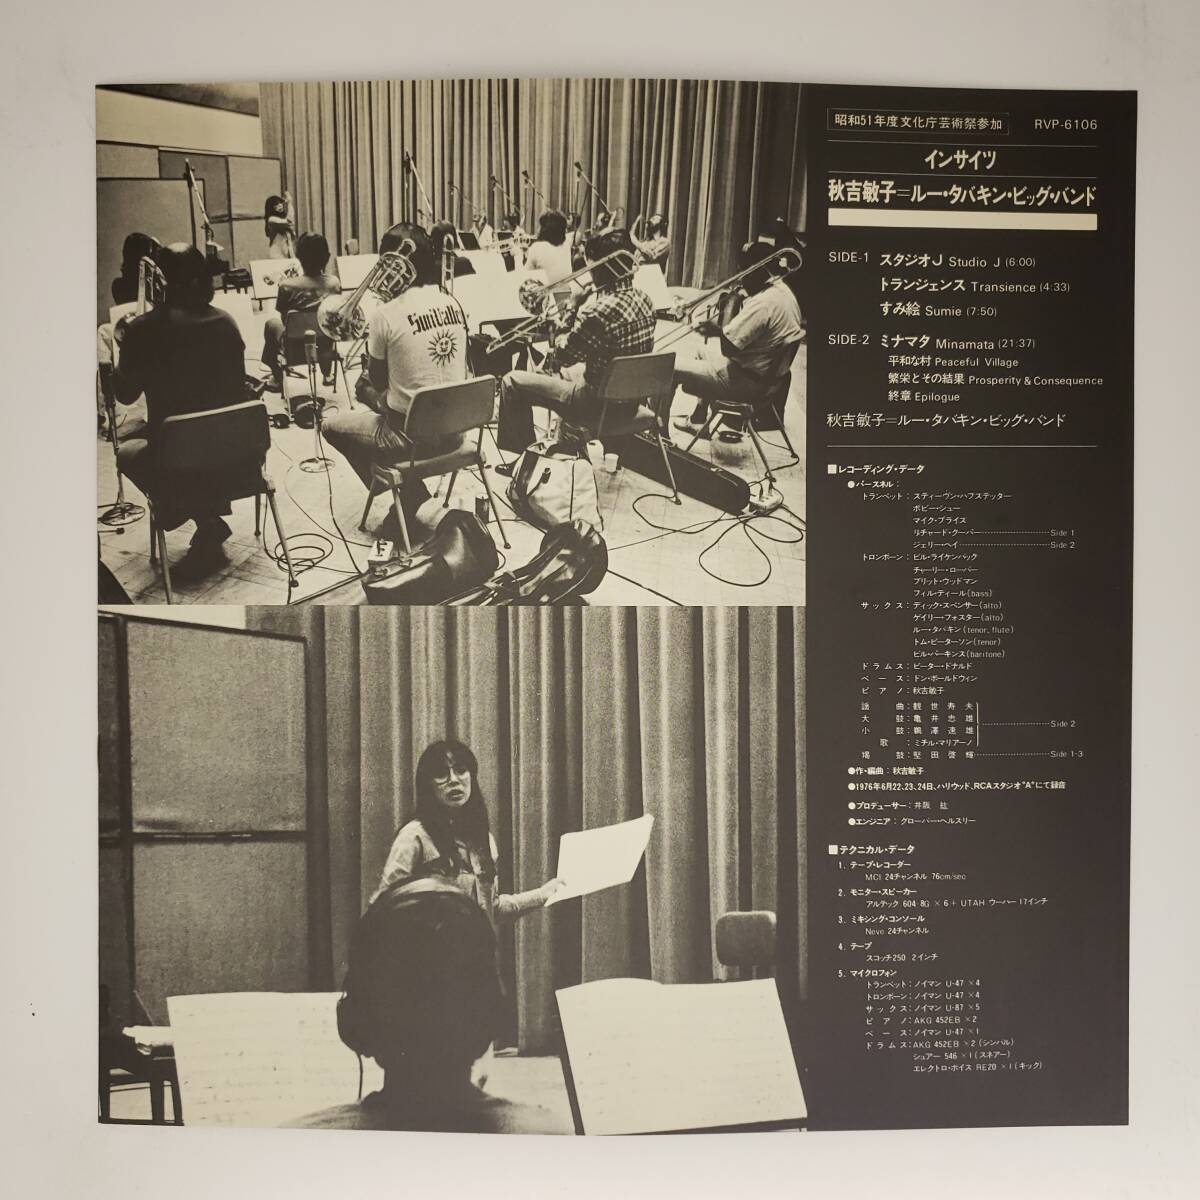 SunValley
昭和51年度文化庁芸術祭参加 RVP-6106
インサイツ
秋吉敏子=ルー・タバキン・ビッグ・バンド
SIDE-1 スタジオJ Studio J (6:00)
トランジェンス Transience (4:33)
すみ絵 Sumie (7:50)
SIDE-2 ミナマタ Minamata (21:37)
平和な村 Peaceful Village
繁栄とその結果 Prosperity & Consequence
終章 Epilogue
秋吉敏子=ルー・タバキン・ビッグ・バンド
■レコーディング・データ
●パースネル:
トランペット:スティーヴン・ハフステッター
ボビー・シュー
マイク・プライス
リチャード・クーパー Side 1
ジェリー・ヘイ Side 2
トロンボーン:ビル・ライケンバック
チャーリー・ローパー
ブリット・ウッドマン
フィル・ティール(bass)
サックス:ディック・スペンサー(alto)
ゲイリー・フォスター(alto)
ルー・タバキン(tenor, flute)
トム・ピーターソン(tenor)
ビル・パーキンス(baritone)
ドラムス:ピーター・ドナルド
ベース:ドン・ボールドウィン
ピアノ:秋吉敏子
謡曲:観世寿夫
大鼓:亀井忠雄 Side 2
小鼓:鵜澤速雄
歌:ミチル・マリアーノ
鞨鼓:堅田啓輝 Side 1-3
●作・編曲:秋吉敏子
●1976年6月22、23、24日、ハリウッド、RCAスタジオ"A"にて録音
●プロデューサー:井阪 紘
●エンジニア:グローバー・ヘルスリー
■テクニカル・データ
1. テープ・レコーダー
MCI 24チャンネル 76cm/sec
2. モニター・スピーカー
アルテック 604 8G × 6 + UTAH ウーハー 17インチ
3. ミキシング・コンソール
Neve 24チャンネル
4. テープ
スコッチ250 2インチ
5. マイクロフォン
トランペット:ノイマン U-47 ×4
トロンボーン:ノイマン U-47 ×4
サックス:ノイマン U-87 ×5
ピアノ:AKG 452EB ×2
ベース:ノイマン U-47 ×1
ドラムス:AKG 452EB ×2 (シンバル)
シュアー 546 ×1 (スネアー)
エレクトロ・ボイス RE20 ×1 (キック)